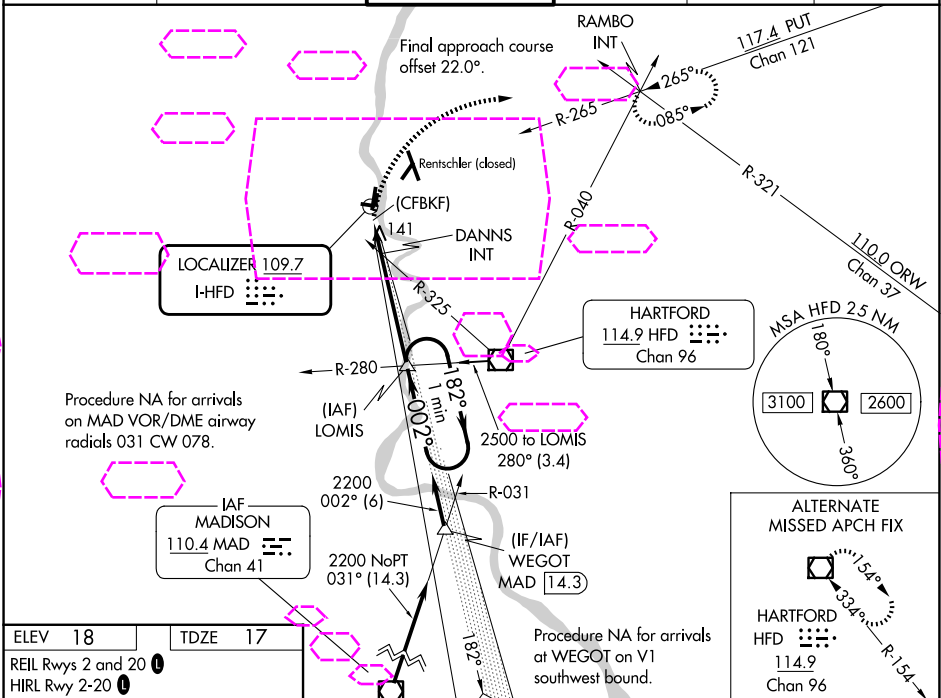 Final approach course
offset 22.0°.
RAMBO
INT
117.4 PUT
Chan 121
265°
085°
R-265
Rentschler (closed)
R-321
R-040
(CFBKF)
141
DANNS
INT
LOCALIZER 109.7
I-HFD
R-325
110.0 ORW
Chan 37
HARTFORD
114.9 HFD
Chan 96
MSA HFD 25 NM
180°
3100
2600
360°
R-280
182°
1 min
002°
(IAF)
LOMIS
Procedure NA for arrivals
on MAD VOR/DME airway
radials 031 CW 078.
2500 to LOMIS
280° (3.4)
2200
002° (6)
R-031
IAF
MADISON
110.4 MAD
Chan 41
(IF/IAF)
WEGOT
MAD 14.3
2200 NoPT
031° (14.3)
ALTERNATE
MISSED APCH FIX
154°
334°
HARTFORD
HFD
114.9
Chan 96
R-154
182°
Procedure NA for arrivals
at WEGOT on V1
southwest bound.
ELEV 18
TDZE 17
REIL Rwys 2 and 20 L
HIRL Rwy 2-20 L